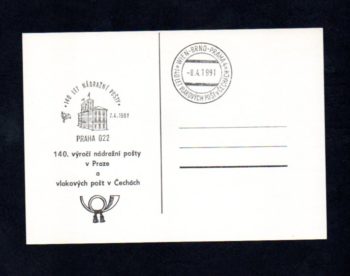 140 LET NÁDRAŽNÍ POŠTY
7.4.1991
PRAHA 022
140. výročí nádražní pošty
v Praze
a
vlakových pošt v Čechách
WIEN-BRNO-PRAHA
-8.4.1991